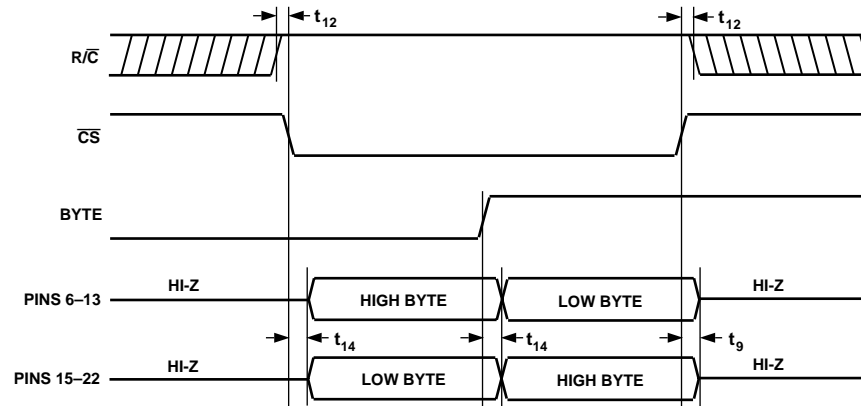 t12 t12
R/C̅
C̅S̅
BYTE
HI-Z HI-Z
PINS 6–13 HIGH BYTE LOW BYTE
t14 t14 t9
HI-Z HI-Z
PINS 15–22 LOW BYTE HIGH BYTE